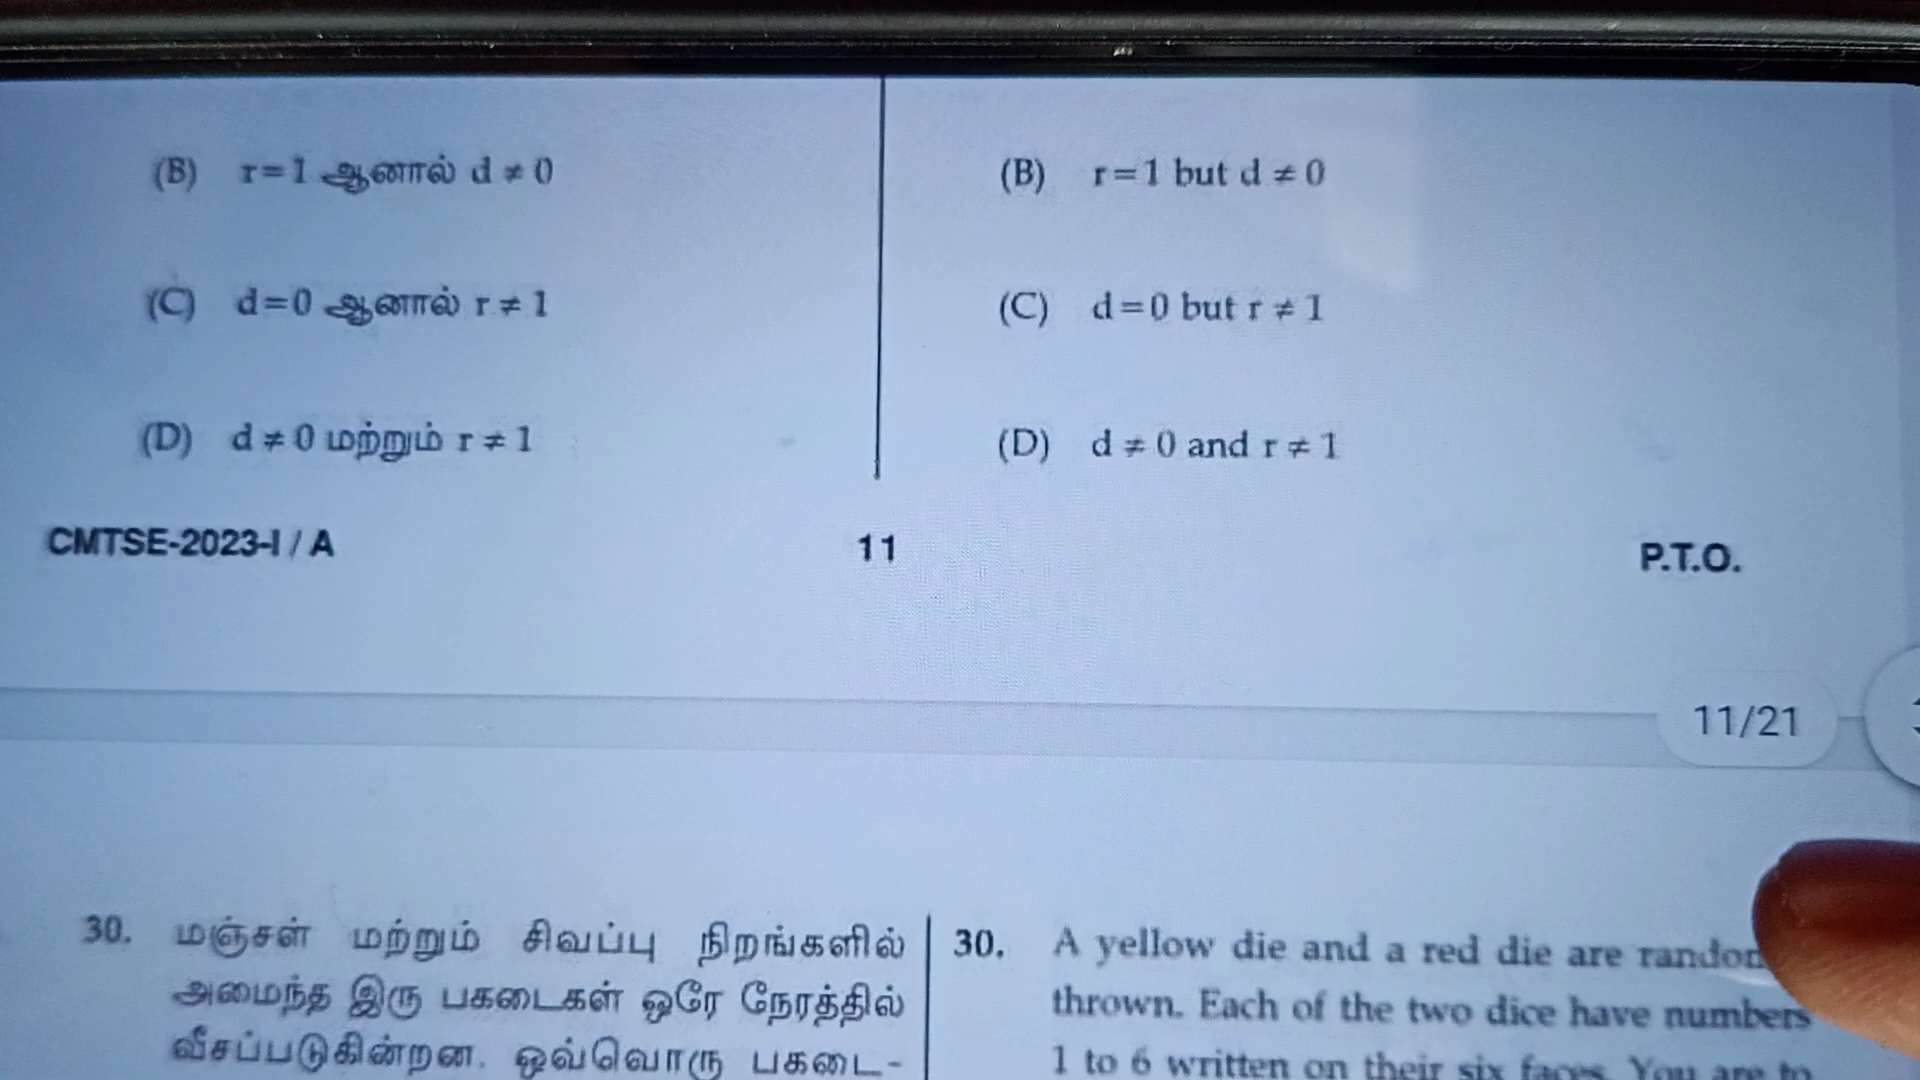 (B) r=1 ஆனால் d ≠ 0
(C) d=0 ஆனால் r ≠ 1
(D) d ≠ 0 மற்றும் r ≠ 1
(B) r=1 but d ≠ 0
(C) d=0 but r ≠ 1
(D) d ≠ 0 and r ≠ 1
CMTSE-2023-I / A 11 P.T.O.
11/21
30. மஞ்சள் மற்றும் சிவப்பு நிறங்களில்
அமைந்த இரு பகடைகள் ஒரே நேரத்தில்
வீசப்படுகின்றன. ஒவ்வொரு பகடை-
30. A yellow die and a red die are
thrown. Each of the two dice have numbers
1 to 6 written on their six faces. You are to